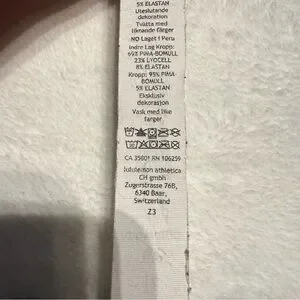 5% ELASTAN
Uteslutande
dekoration
Tvätta med
liknande färger
NO Laget i Peru
Indre Lag Kropp:
69% PIMA-BOMULL
23% LYOCELL
8% ELASTAN
Kropp: 95% PIMA-
BOMULL
5% ELASTAN
Eksklusiv
dekorasjon
Vask med like
farger
CA 35801 RN 106259
lululemon athletica
CH gmbh
Zugerstrasse 76B,
6340 Baar,
Switzerland
Z3